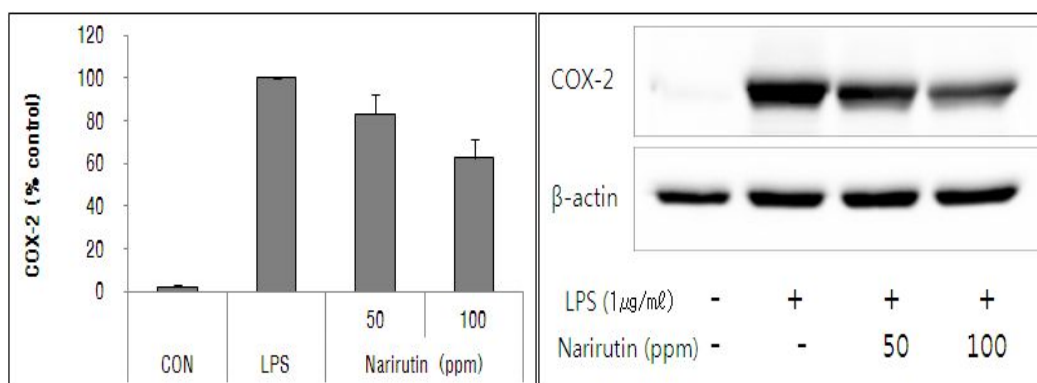 120
100
80
60
40
20
0
COX-2 (% control)
50 100
CON LPS Narirutin (ppm)
COX-2
β-actin
LPS (1㎍/㎖) - + + +
Narirutin (ppm) - - 50 100